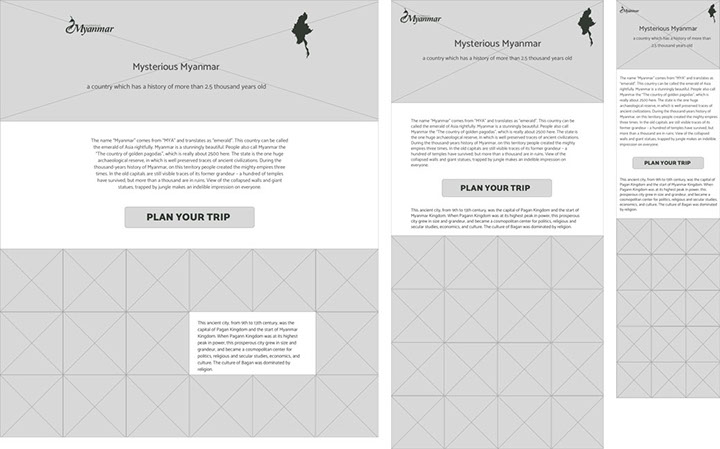 Myanmar
Mysterious Myanmar
a country which has a history of more than 2.5 thousand years old
The name "Myanmar" comes from "MYA" and translates as "emerald". This country can be called
the emerald of Asia rightfully. Myanmar is a stunningly beautiful! People also call Myanmar the
"The country of golden pagodas", which is really about 2500 here. The state is the one huge
archaeological reserve, in which is well preserved traces of ancient civilizations. During the
thousand-years history of Myanmar, on this territory people created the mighty empires three
times. In the old capitals are still visible traces of its former grandeur - a hundred of temples
have survived, but more than a thousand are in ruins. View of the collapsed walls and giant
statues, trapped by jungle makes an indelible impression on everyone.
PLAN YOUR TRIP
This ancient city, from 9th to 13th century, was the
capital of Pagan Kingdom and the start of Myanmar
Kingdom. When Pagann Kingdom was at its highest
peak in power, this prosperous city grew in size and
grandeur, and became a cosmopolitan center for
politics, religious and secular studies, economics, and
culture. The culture of Bagan was dominated by
religion.
Myanmar
Mysterious Myanmar
a country which has a history of more than 2.5 thousand years old
The name "Myanmar" comes from "MYA" and translates as "emerald". This country can be
called the emerald of Asia rightfully. Myanmar is a stunningly beautiful! People also call
Myanmar the "The country of golden pagodas", which is really about 2500 here. The state is
the one huge archaeological reserve, in which is well preserved traces of ancient civilizations.
During the thousand-years history of Myanmar, on this territory people created the mighty
empires three times. In the old capitals are still visible traces of its former grandeur - a
hundred of temples have survived, but more than a thousand are in ruins. View of the
collapsed walls and giant statues, trapped by jungle makes an indelible impression on
everyone.
PLAN YOUR TRIP
This ancient city, from 9th to 13th century, was the capital of Pagan Kingdom and the start of
Myanmar Kingdom. When Pagann Kingdom was at its highest peak in power, this prosperous
city grew in size and grandeur, and became a cosmopolitan center for politics, religious and
secular studies, economics, and culture. The culture of Bagan was dominated by religion.
Myanmar
Mysterious Myanmar
a country which has a history of more than
2.5 thousand years old
The name "Myanmar" comes from "MYA" and translates as
"emerald". This country can be called the emerald of Asia
rightfully. Myanmar is a stunningly beautiful! People also call
Myanmar the "The country of golden pagodas", which is
really about 2500 here. The state is the one huge
archaeological reserve, in which is well preserved traces of
ancient civilizations. During the thousand-years history of
Myanmar, on this territory people created the mighty empires
three times. In the old capitals are still visible traces of its
former grandeur - a hundred of temples have survived, but
more than a thousand are in ruins. View of the collapsed walls
and giant statues, trapped by jungle makes an indelible
impression on everyone.
PLAN YOUR TRIP
This ancient city, from 9th to 13th century, was the capital of
Pagan Kingdom and the start of Myanmar Kingdom. When
Pagann Kingdom was at its highest peak in power, this
prosperous city grew in size and grandeur, and became a
cosmopolitan center for politics, religious and secular studies,
economics, and culture. The culture of Bagan was dominated
by religion.